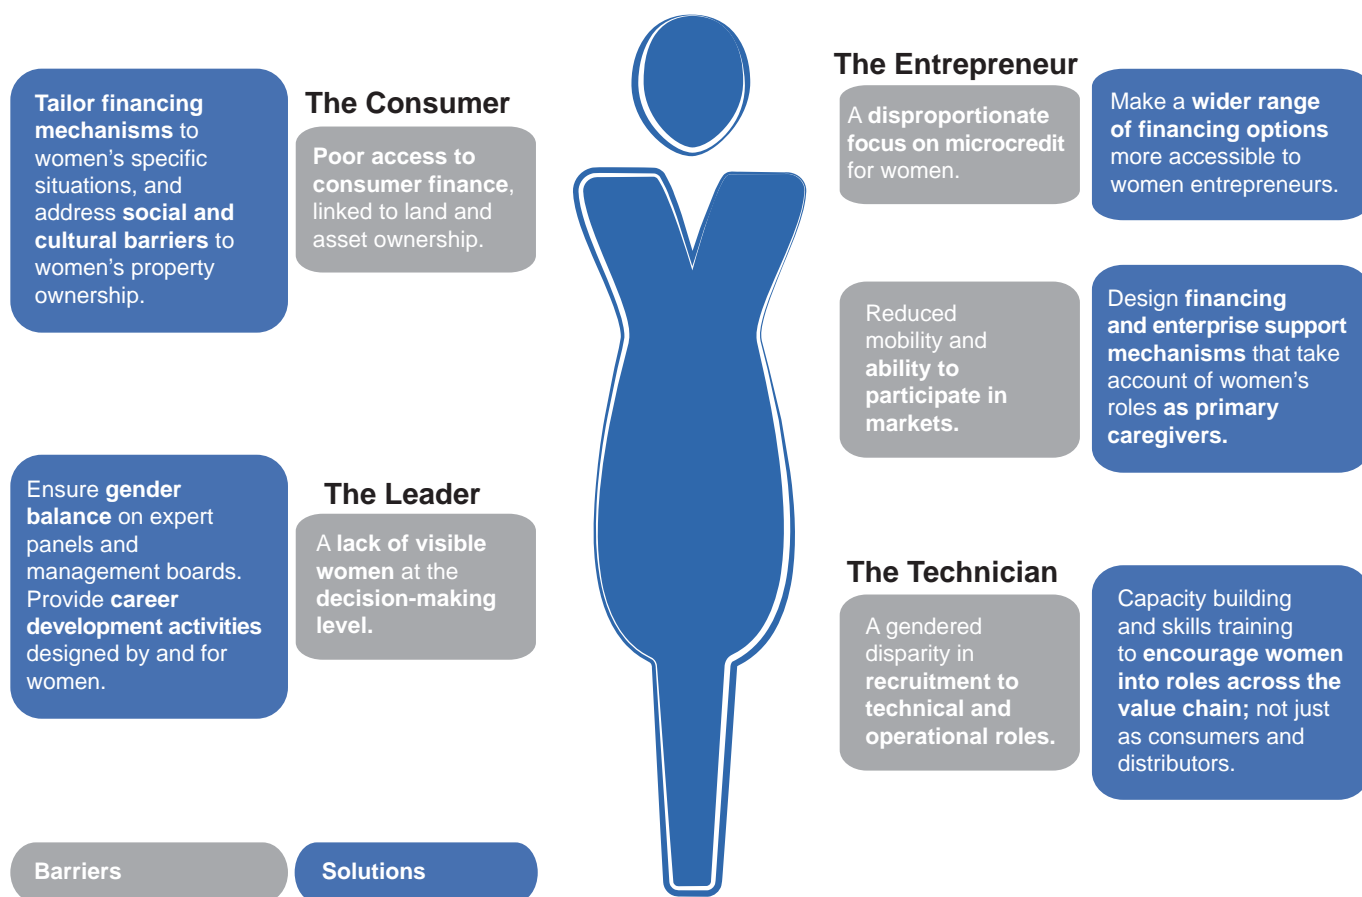 Tailor financing
mechanisms to
women’s specific
situations, and
address social and
cultural barriers to
women’s property
ownership.
The Consumer
Poor access to
consumer finance,
linked to land and
asset ownership.
Ensure gender
balance on expert
panels and
management boards.
Provide career
development activities
designed by and for
women.
The Leader
A lack of visible
women at the
decision-making
level.
The Entrepreneur
A disproportionate
focus on microcredit
for women.
Make a wider range
of financing options
more accessible to
women entrepreneurs.
Reduced
mobility and
ability to
participate in
markets.
Design financing
and enterprise support
mechanisms that take
account of women’s
roles as primary
caregivers.
The Technician
A gendered
disparity in
recruitment to
technical and
operational roles.
Capacity building
and skills training
to encourage women
into roles across the
value chain; not just
as consumers and
distributors.
Barriers
Solutions